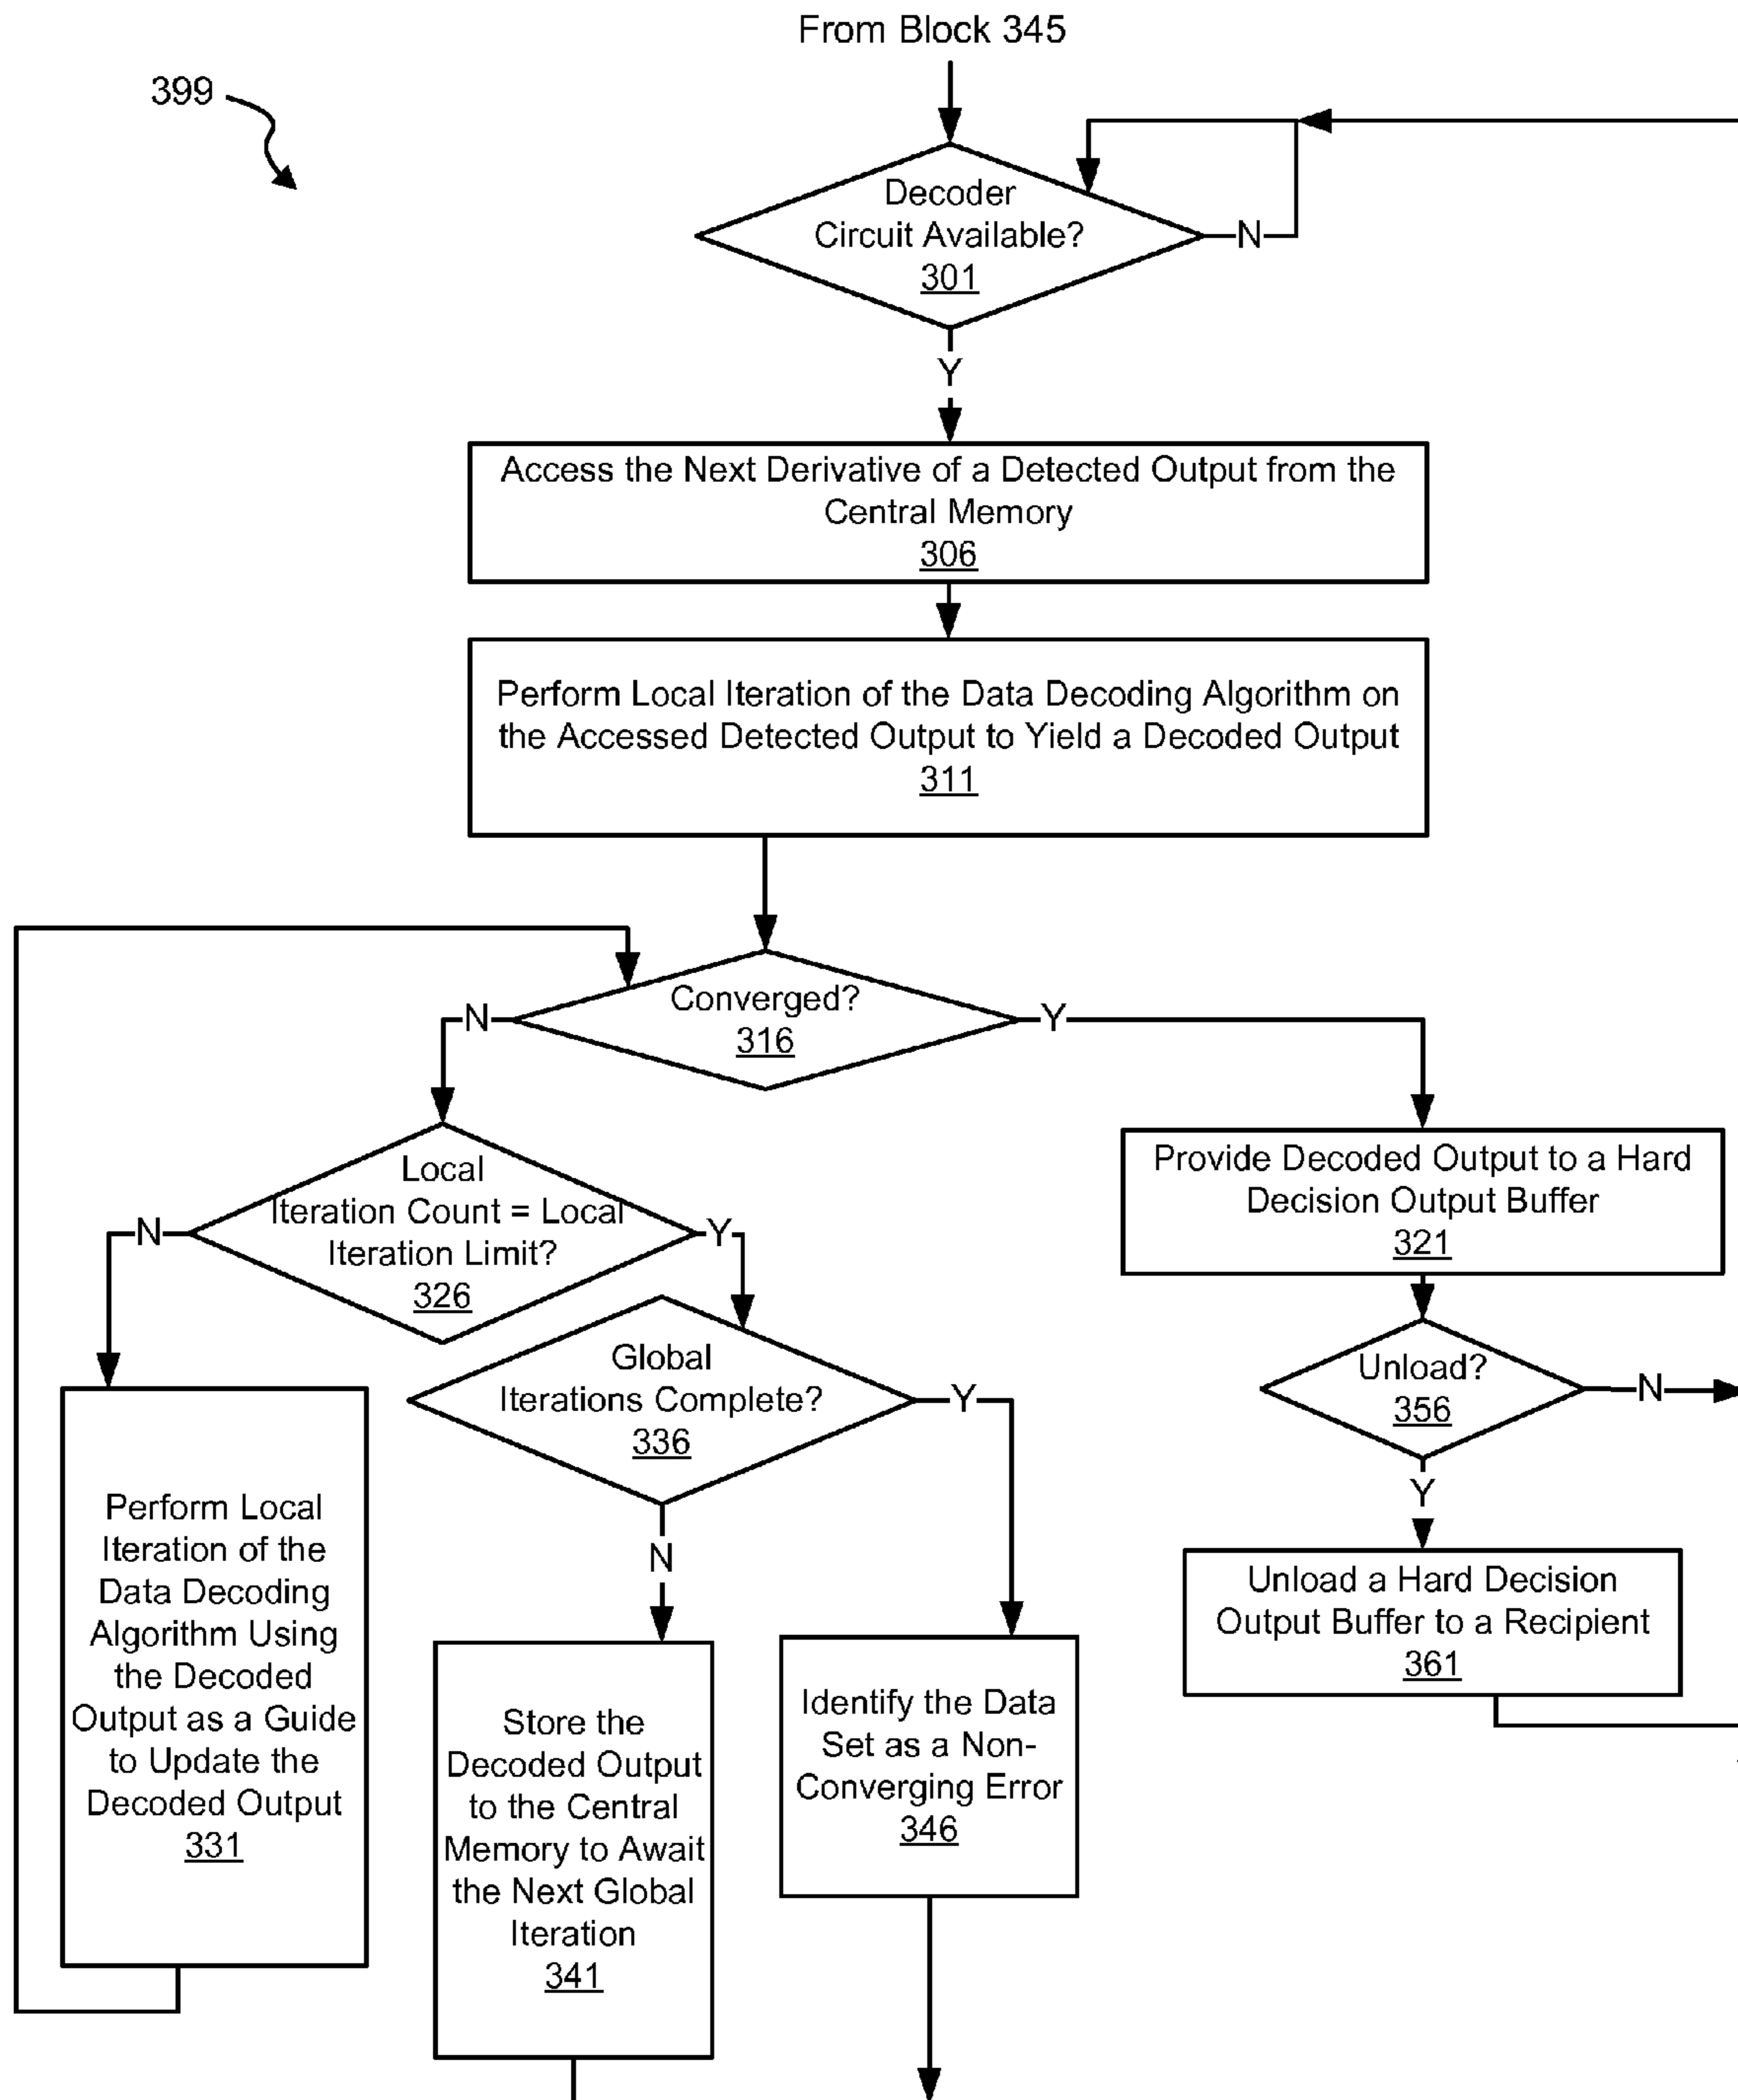 From Block 345
399
Decoder
Circuit Available?
301
N
Y
Access the Next Derivative of a Detected Output from the
Central Memory
306
Perform Local Iteration of the Data Decoding Algorithm on
the Accessed Detected Output to Yield a Decoded Output
311
Converged?
316
N
Y
Local
Iteration Count = Local
Iteration Limit?
326
N
Y
Provide Decoded Output to a Hard
Decision Output Buffer
321
Global
Iterations Complete?
336
Y
N
Unload?
356
N
Y
Perform Local
Iteration of the
Data Decoding
Algorithm Using
the Decoded
Output as a Guide
to Update the
Decoded Output
331
Store the
Decoded Output
to the Central
Memory to Await
the Next Global
Iteration
341
Identify the Data
Set as a Non-
Converging Error
346
Unload a Hard Decision
Output Buffer to a Recipient
361